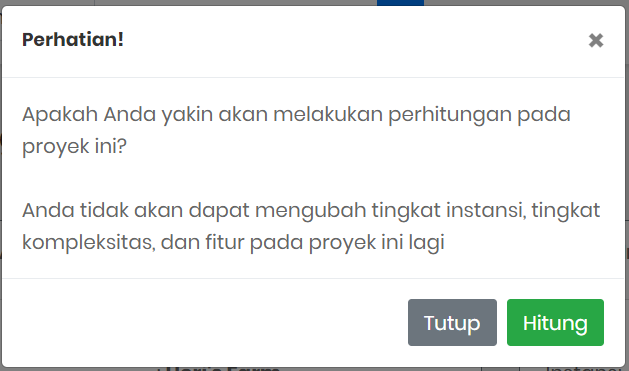 Perhatian!
Apakah Anda yakin akan melakukan perhitungan pada
proyek ini?
Anda tidak akan dapat mengubah tingkat instansi, tingkat
kompleksitas, dan fitur pada proyek ini lagi
Tutup
Hitung